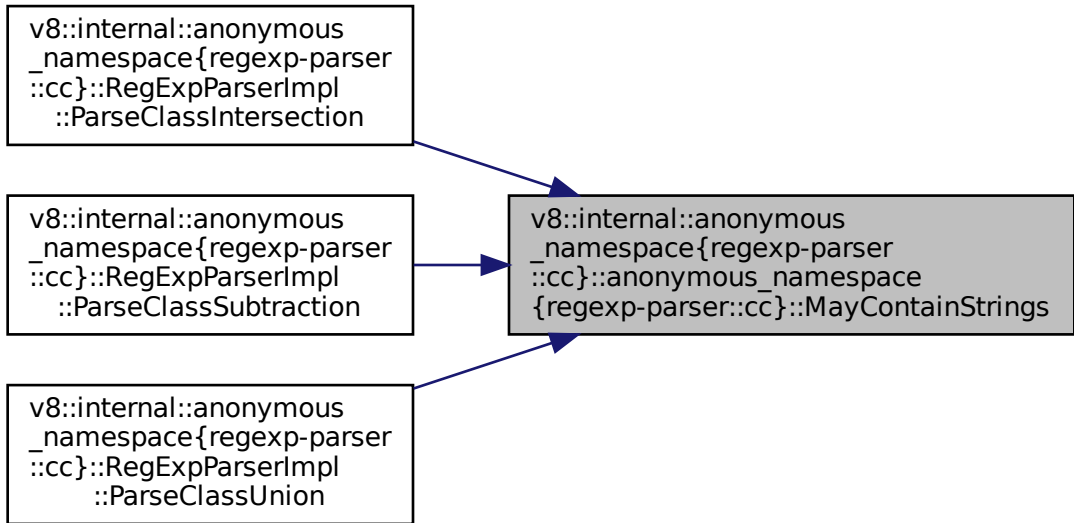 v8::internal::anonymous
_namespace{regexp-parser
::cc}::RegExpParserImpl
::ParseClassIntersection
v8::internal::anonymous
_namespace{regexp-parser
::cc}::RegExpParserImpl
::ParseClassSubtraction
v8::internal::anonymous
_namespace{regexp-parser
::cc}::anonymous_namespace
{regexp-parser::cc}::MayContainStrings
v8::internal::anonymous
_namespace{regexp-parser
::cc}::RegExpParserImpl
::ParseClassUnion